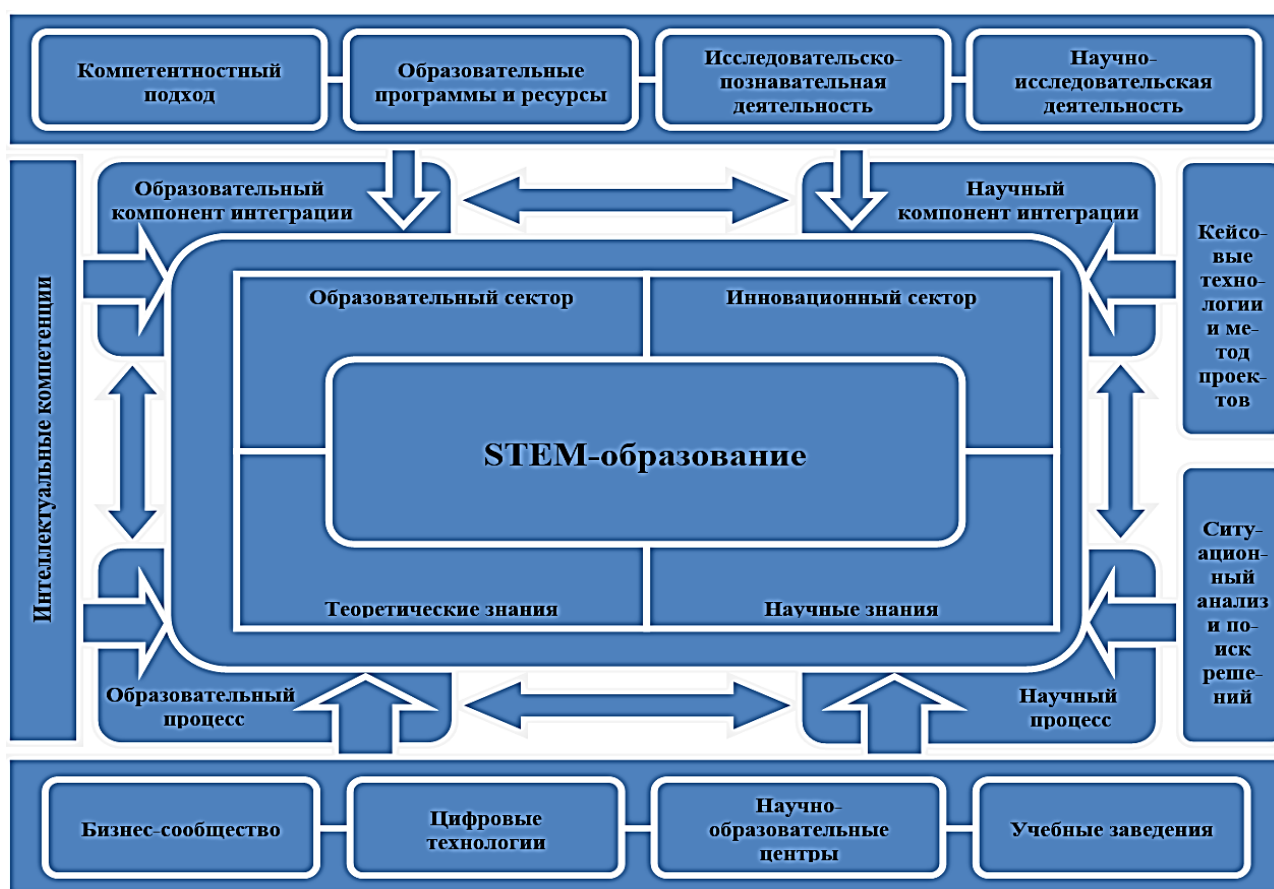 Компетентностный
подход
Образовательные
программы и ресурсы
Исследовательско-
познавательная
деятельность
Научно-
исследовательская
деятельность
Интеллектуальные компетенции
Образовательный
компонент интеграции
Научный
компонент интеграции
Кейсо-
вые
техно-
логии
и ме-
тод
проек-
тов
Образовательный сектор
Инновационный сектор
STEM-образование
Теоретические знания
Научные знания
Ситу-
ацион-
ный
анализ
и по-
иск
реше-
ний
Образовательный
процесс
Научный
процесс
Бизнес-сообщество
Цифровые
технологии
Научно-
образовательные
центры
Учебные заведения